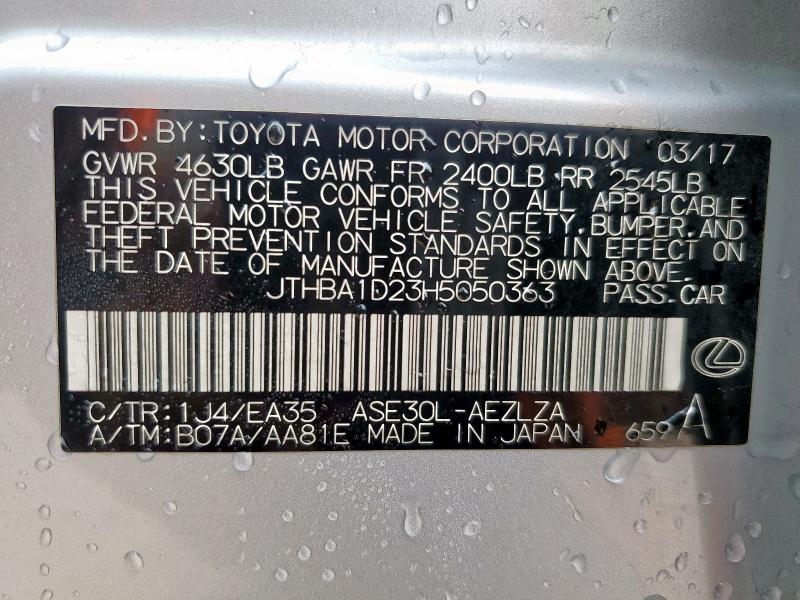 MFD.BY:TOYOTA MOTOR CORPORATION 03/17
GVWR 4630LB GAWR FR 2400LB RR 2545LB
THIS VEHICLE CONFORMS TO ALL APPLICABLE
FEDERAL MOTOR VEHICLE SAFETY,BUMPER,AND
THEFT PREVENTION STANDARDS IN EFFECT ON
THE DATE OF MANUFACTURE SHOWN ABOVE.
JTHBA1D23H5050363 PASS.CAR
C/TR:1J4/EA35 ASE30L-AEZLZA
A/TM:B07A/AA81E MADE IN JAPAN 659 A